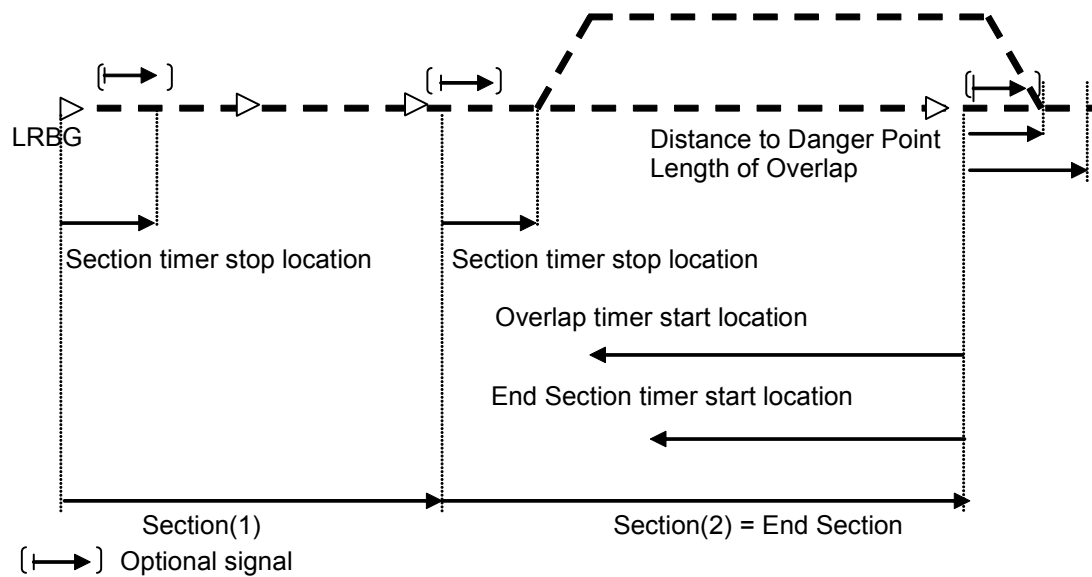 LRBG
Distance to Danger Point
Length of Overlap
Section timer stop location
Section timer stop location
Overlap timer start location
End Section timer start location
Section(1)
Section(2) = End Section
Optional signal